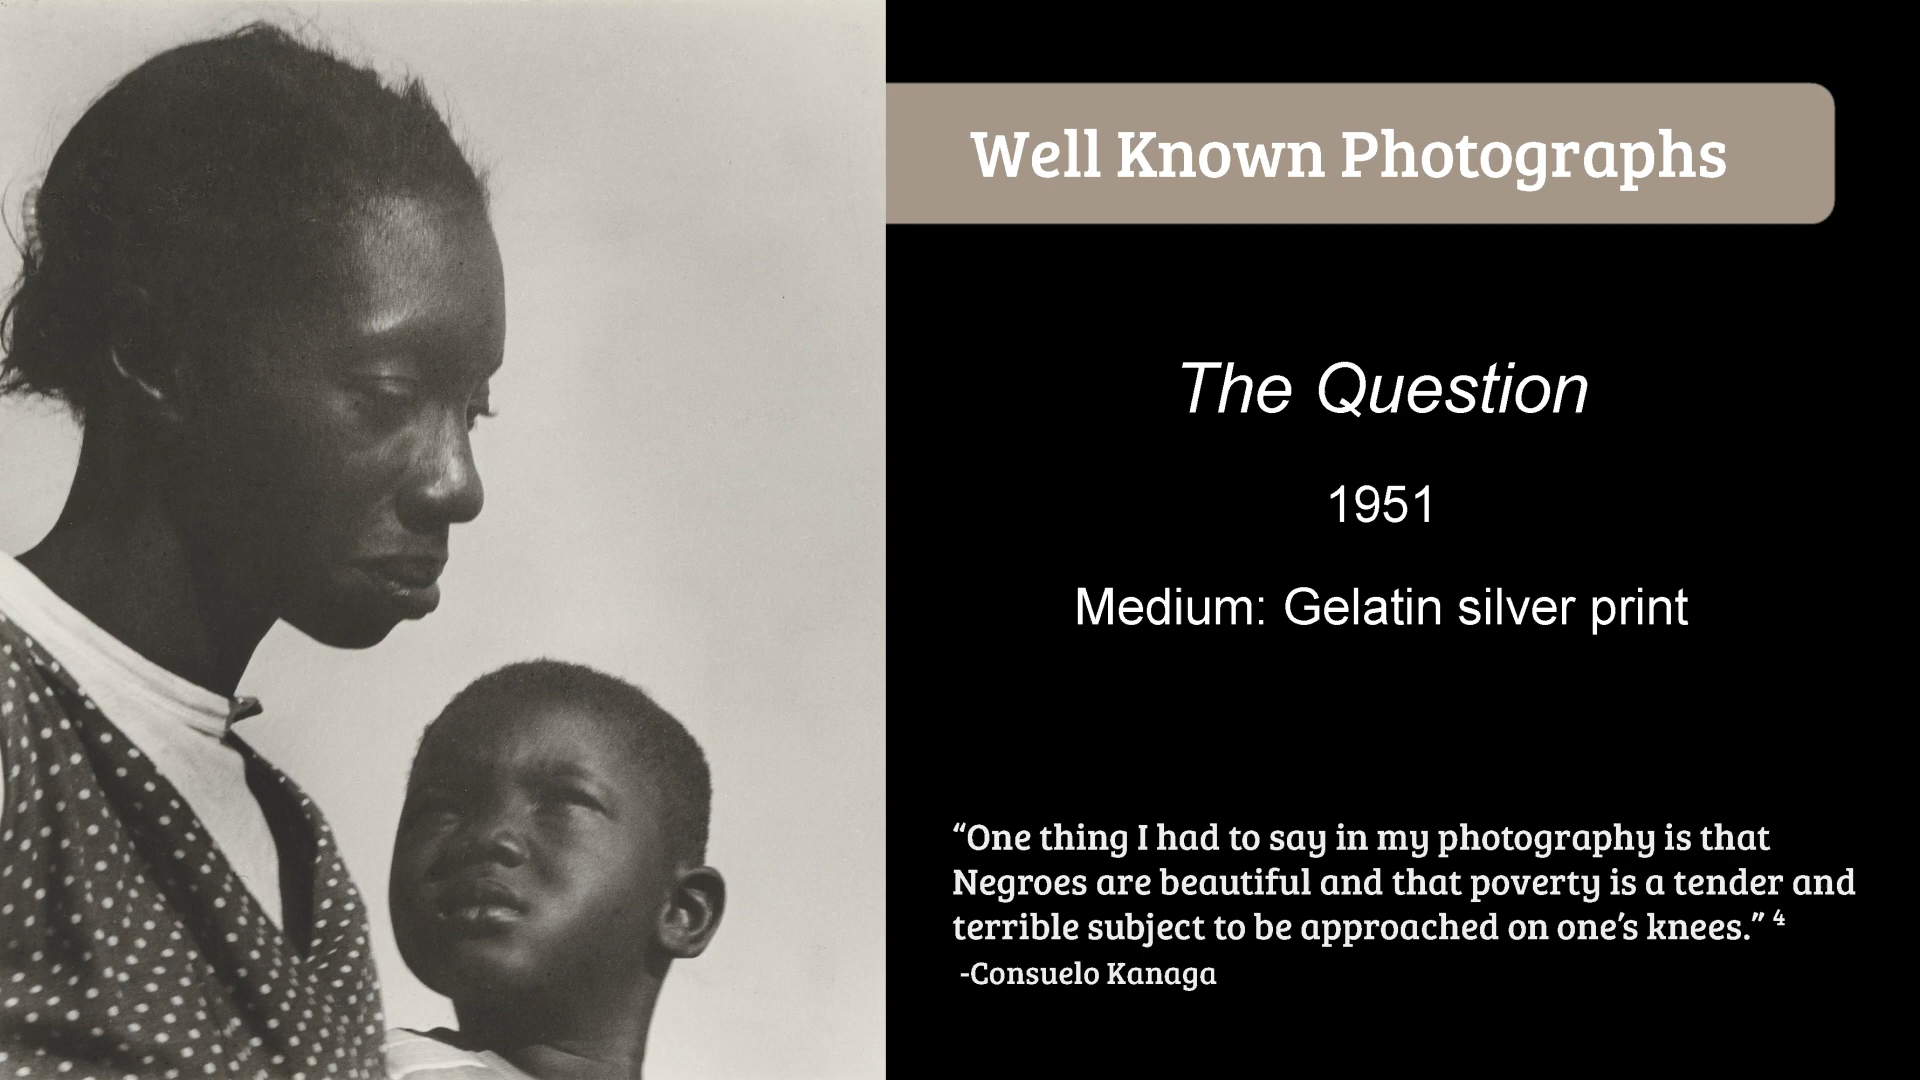 Well Known Photographs
The Question
1951
Medium: Gelatin silver print
“One thing I had to say in my photography is that
Negroes are beautiful and that poverty is a tender and
terrible subject to be approached on one’s knees.” ⁴
-Consuelo Kanaga